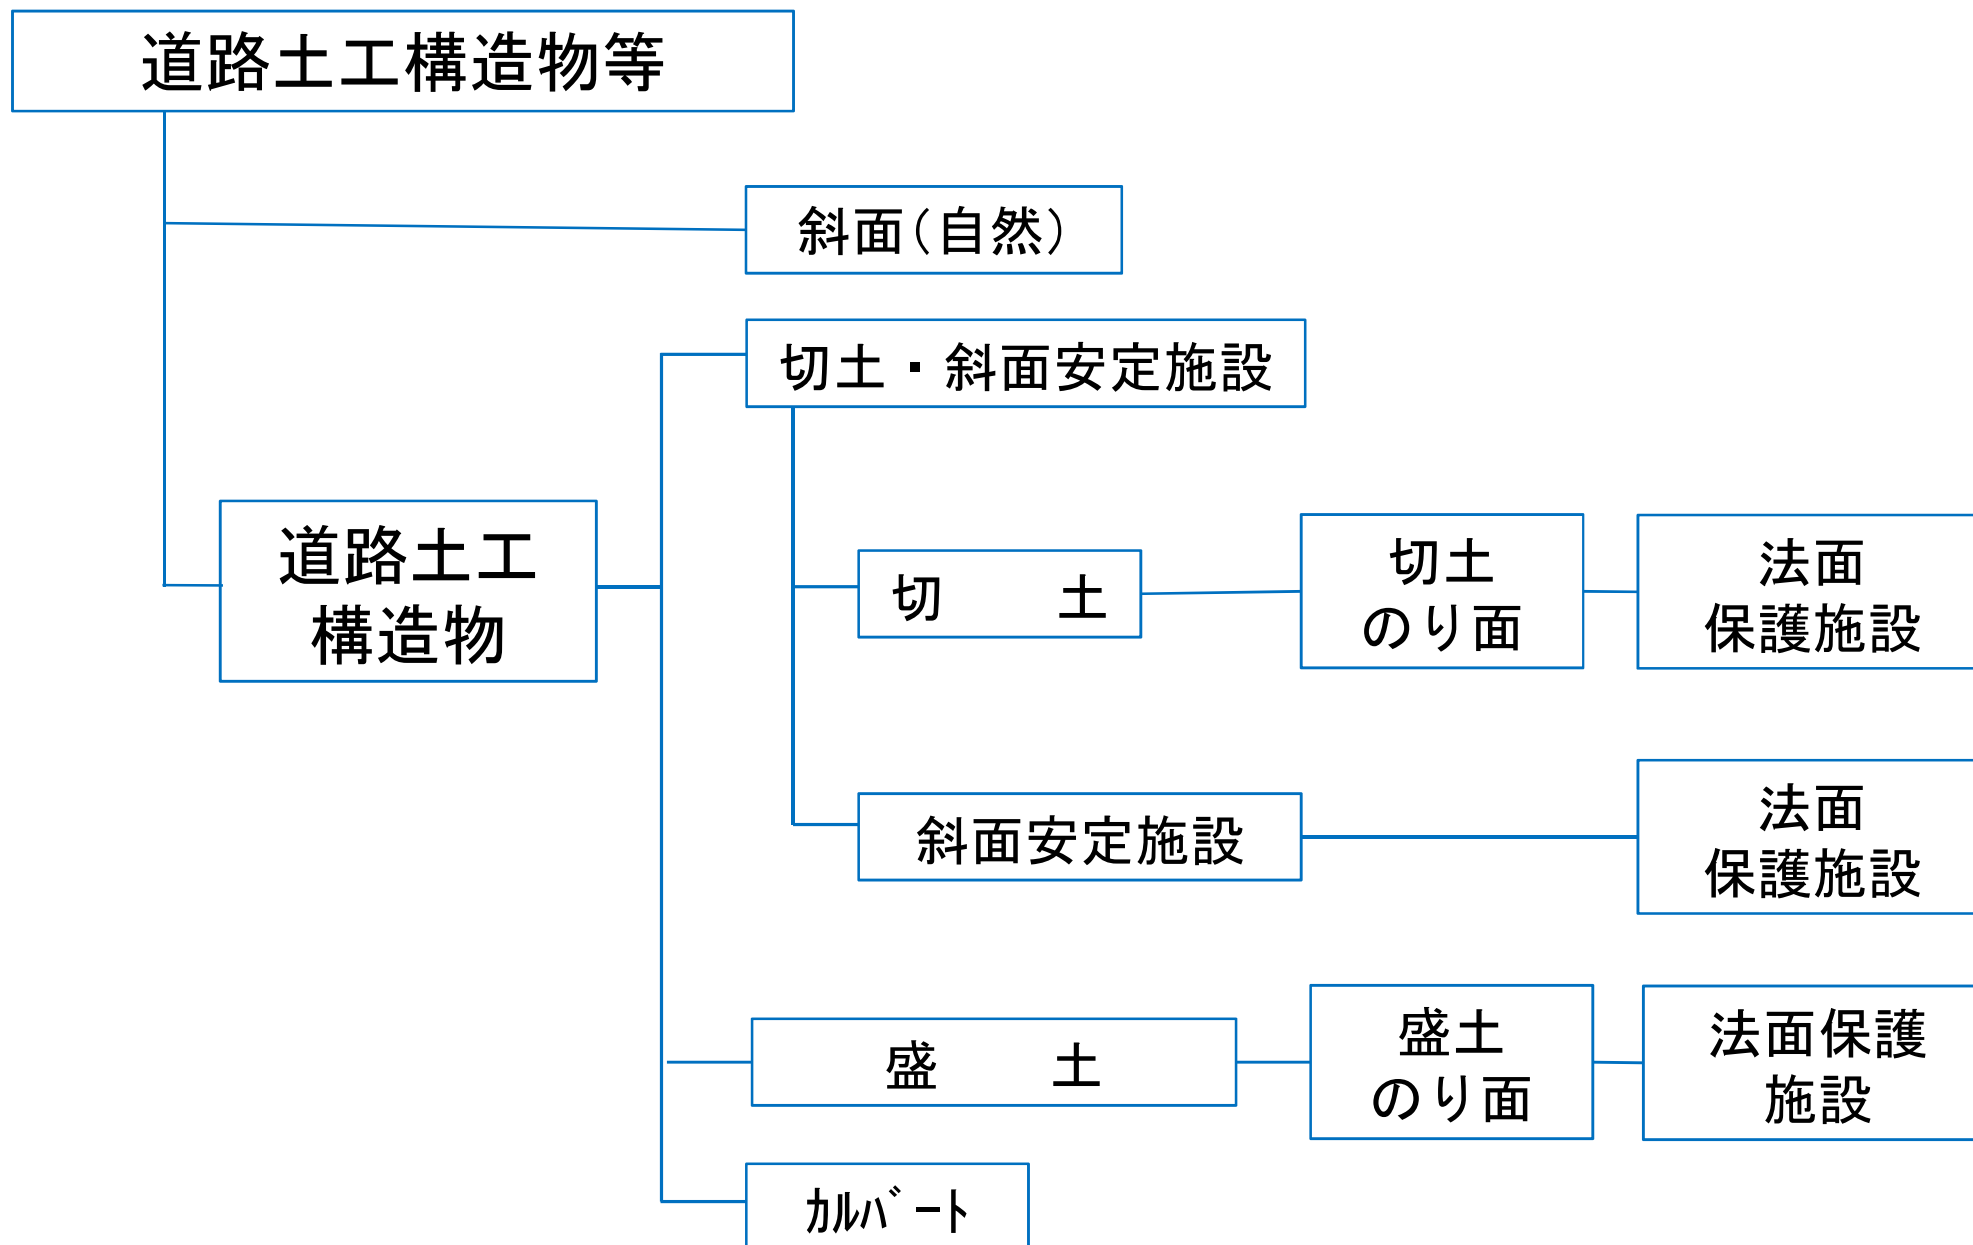 道路土工構造物等
斜面(自然)
切土・斜面安定施設
道路土工
構造物
切　　土
切土
のり面
法面
保護施設
斜面安定施設
法面
保護施設
盛　　土
盛土
のり面
法面保護
施設
ｶﾙﾊﾞｰﾄ